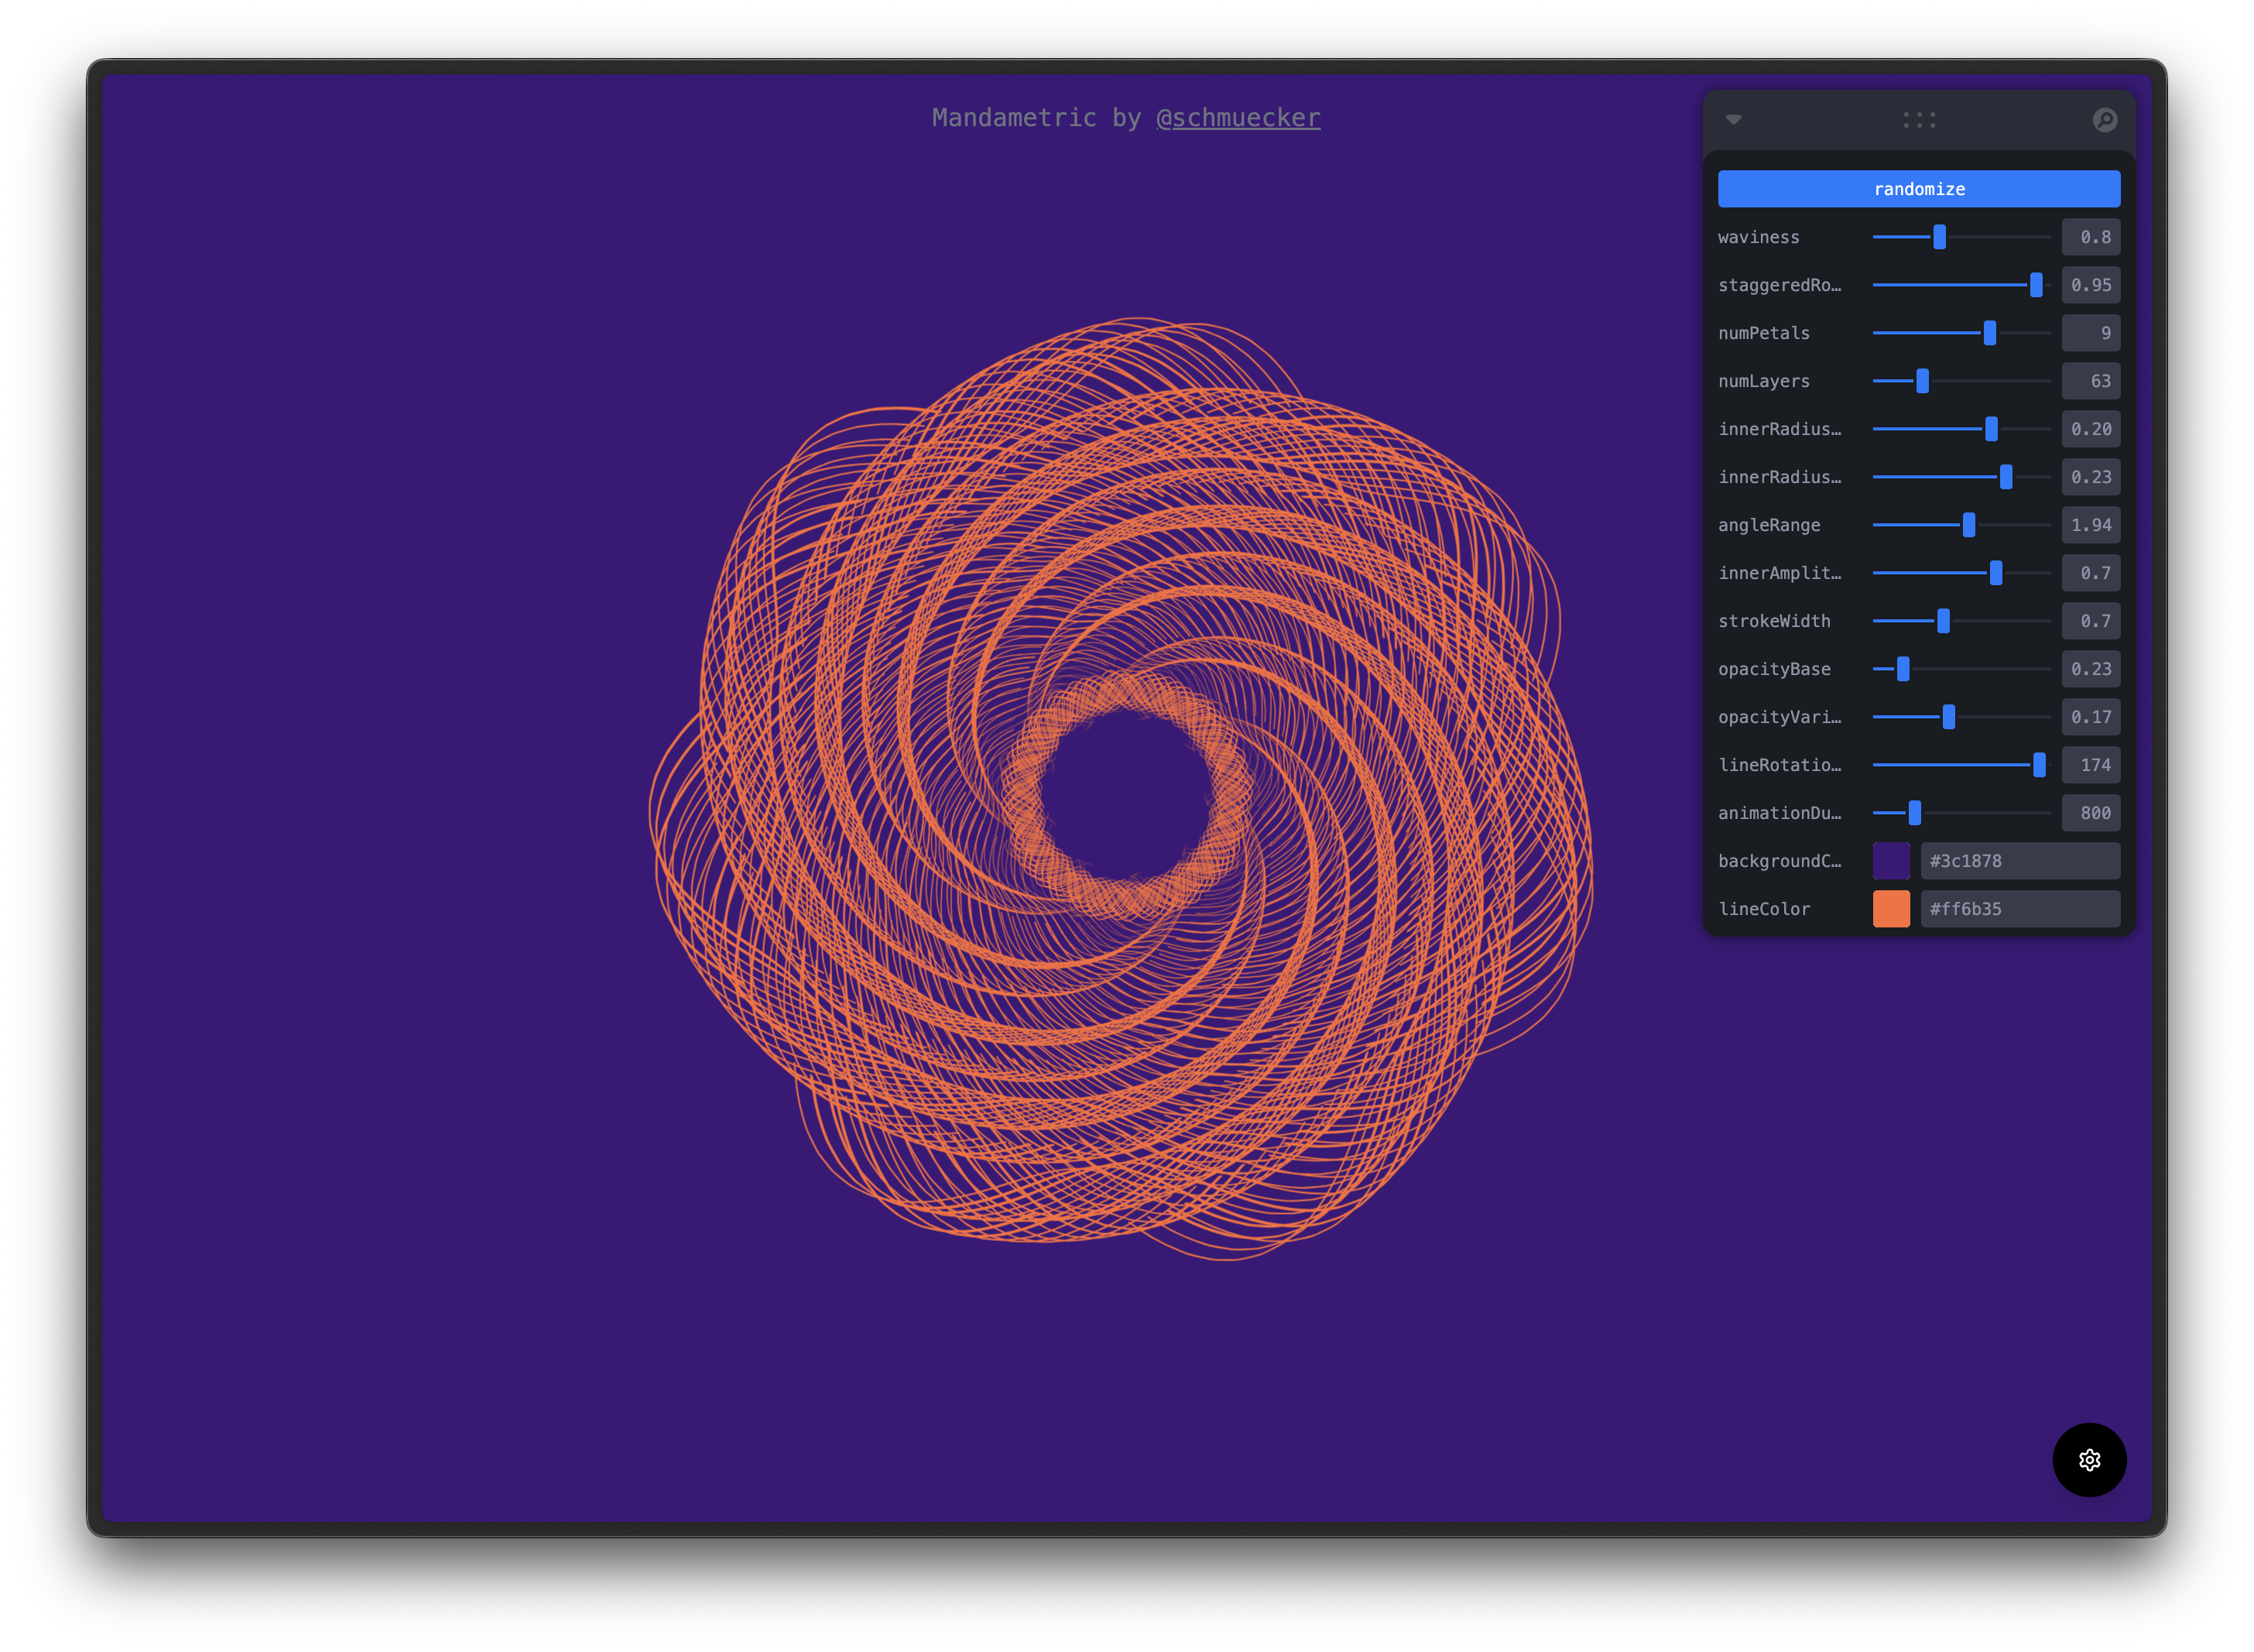 Mandametric by @schmuecker
randomize
waviness 0.8
staggeredRo… 0.95
numPetals 9
numLayers 63
innerRadius… 0.20
innerRadius… 0.23
angleRange 1.94
innerAmplit… 0.7
strokeWidth 0.7
opacityBase 0.23
opacityVari… 0.17
lineRotatio… 174
animationDu… 800
backgroundC… #3c1878
lineColor #ff6b35